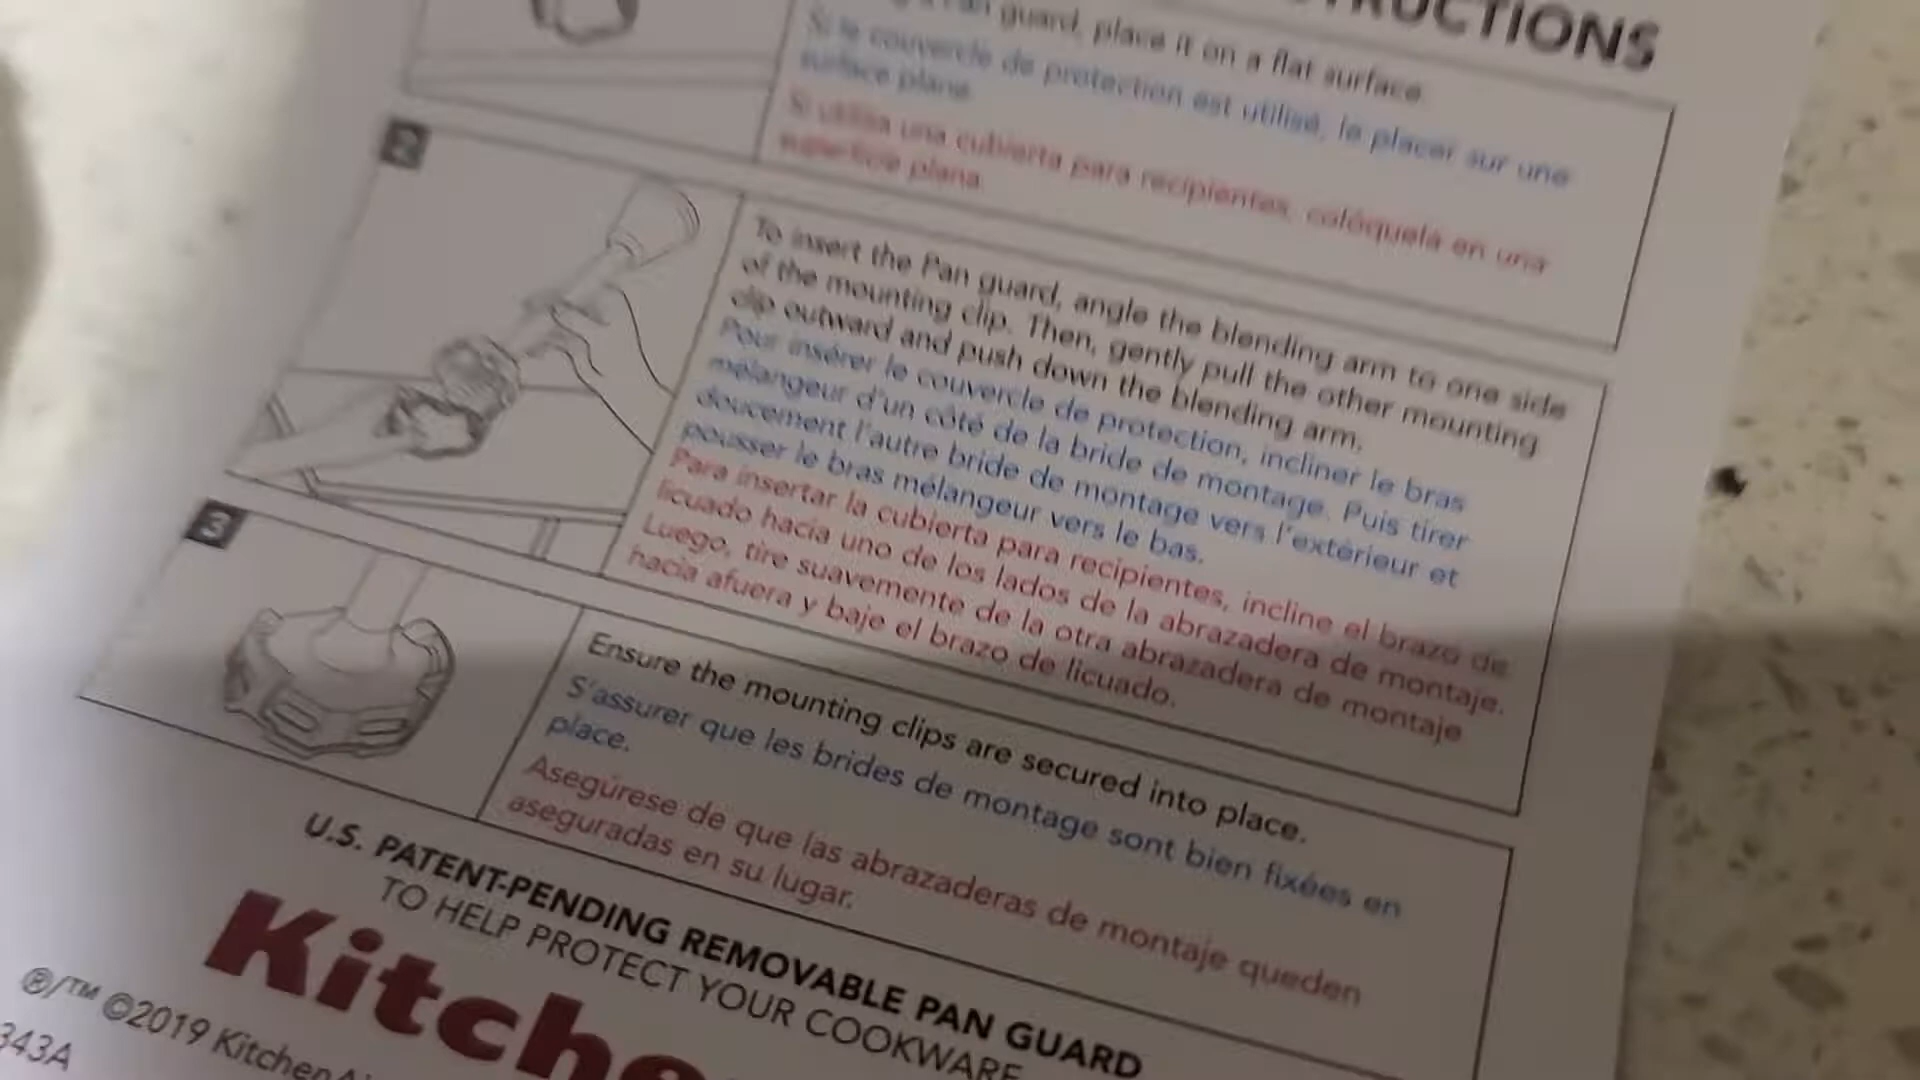 TRUCTIONS
guard, place it on a flat surface.
Si le couvercle de protection est utilisé, le placer sur une
surface plane.
Si utiliza una cubierta para recipientes, colóquela en una
superficie plana.
2
To insert the Pan guard, angle the blending arm to one side
of the mounting clip. Then, gently pull the other mounting
clip outward and push down the blending arm.
Pour insérer le couvercle de protection, incliner le bras
mélangeur d'un côté de la bride de montage. Puis tirer
doucement l'autre bride de montage vers l'extérieur et
pousser le bras mélangeur vers le bas.
Para insertar la cubierta para recipientes, incline el brazo de
licuado hacia uno de los lados de la abrazadera de montaje.
Luego, tire suavemente de la otra abrazadera de montaje
hacia afuera y baje el brazo de licuado.
3
Ensure the mounting clips are secured into place.
S'assurer que les brides de montage sont bien fixées en
place.
Asegúrese de que las abrazaderas de montaje queden
aseguradas en su lugar.
U.S. PATENT-PENDING REMOVABLE PAN GUARD
TO HELP PROTECT YOUR COOKWARE
Kitche
®/™ ©2019 KitchenAi
343A